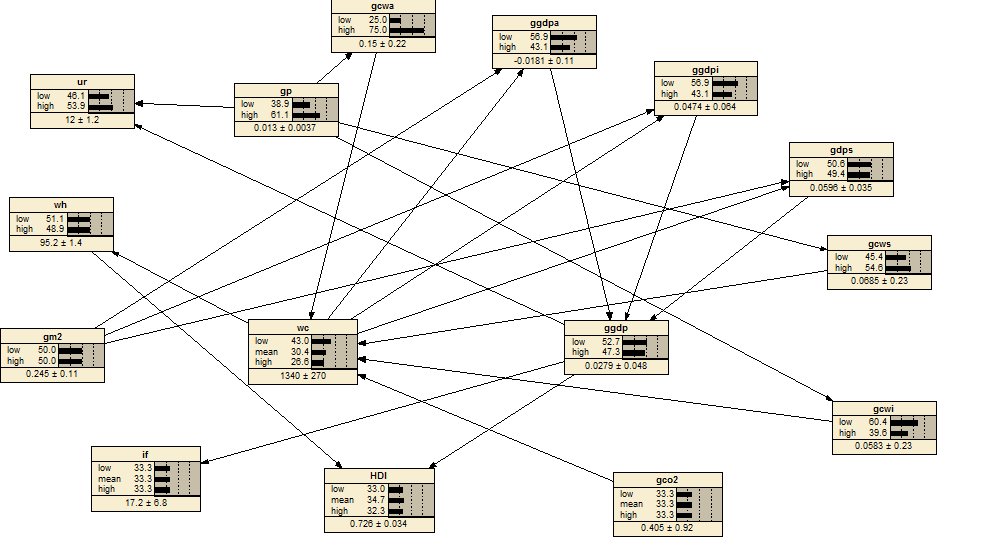 gcwa
low 25.0
high 75.0
0.15 ± 0.22
ggdpa
low 56.9
high 43.1
-0.0181 ± 0.11
ggdpi
low 56.9
high 43.1
0.0474 ± 0.064
ur
low 46.1
high 53.9
12 ± 1.2
gp
low 38.9
high 61.1
0.013 ± 0.0037
gdps
low 50.6
high 49.4
0.0596 ± 0.035
wh
low 51.1
high 48.9
95.2 ± 1.4
gcws
low 45.4
high 54.6
0.0685 ± 0.23
gm2
low 50.0
high 50.0
0.245 ± 0.11
wc
low 43.0
mean 30.4
high 26.6
1340 ± 270
ggdp
low 52.7
high 47.3
0.0279 ± 0.048
gcwi
low 60.4
high 39.6
0.0583 ± 0.23
if
low 33.3
mean 33.3
high 33.3
17.2 ± 6.8
HDI
low 33.0
mean 34.7
high 32.3
0.726 ± 0.034
gco2
low 33.3
mean 33.3
high 33.3
0.405 ± 0.92